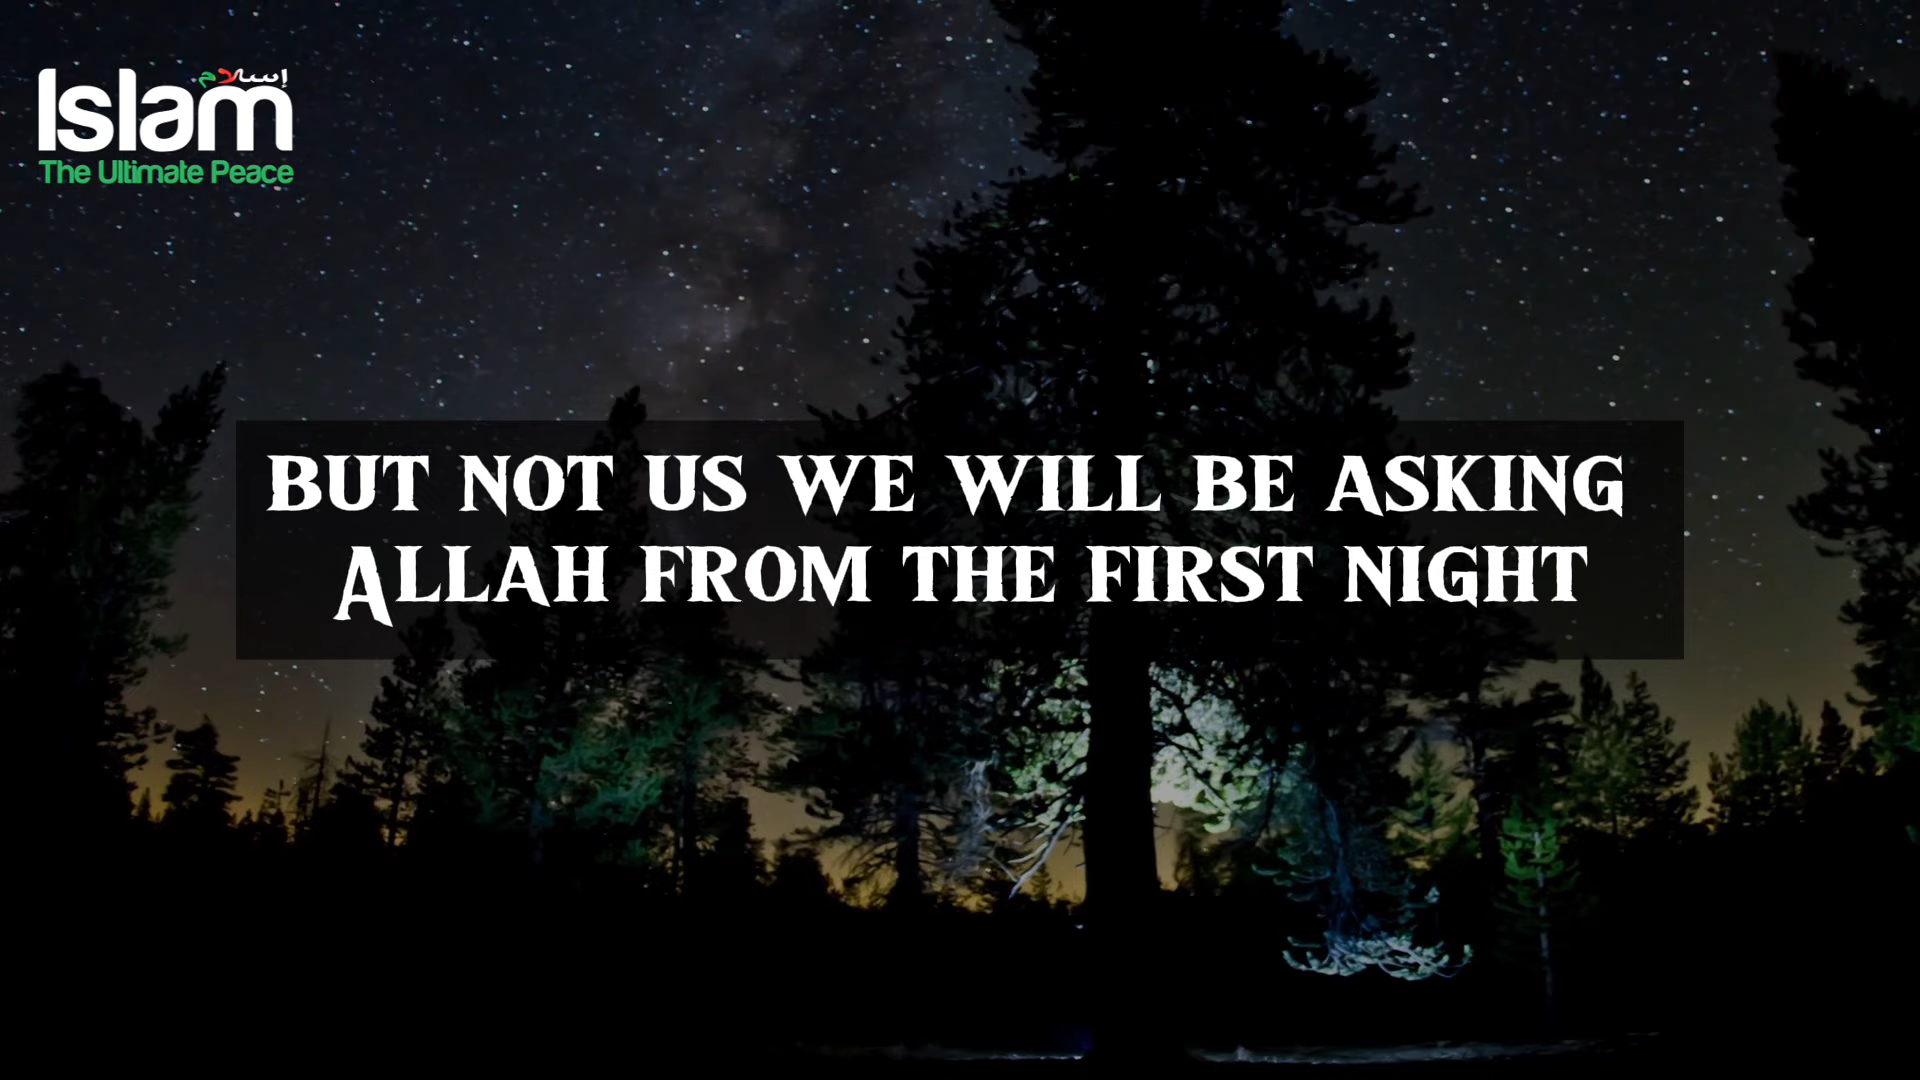 إسلام
Islam
The Ultimate Peace
BUT NOT US WE WILL BE ASKING
ALLAH FROM THE FIRST NIGHT